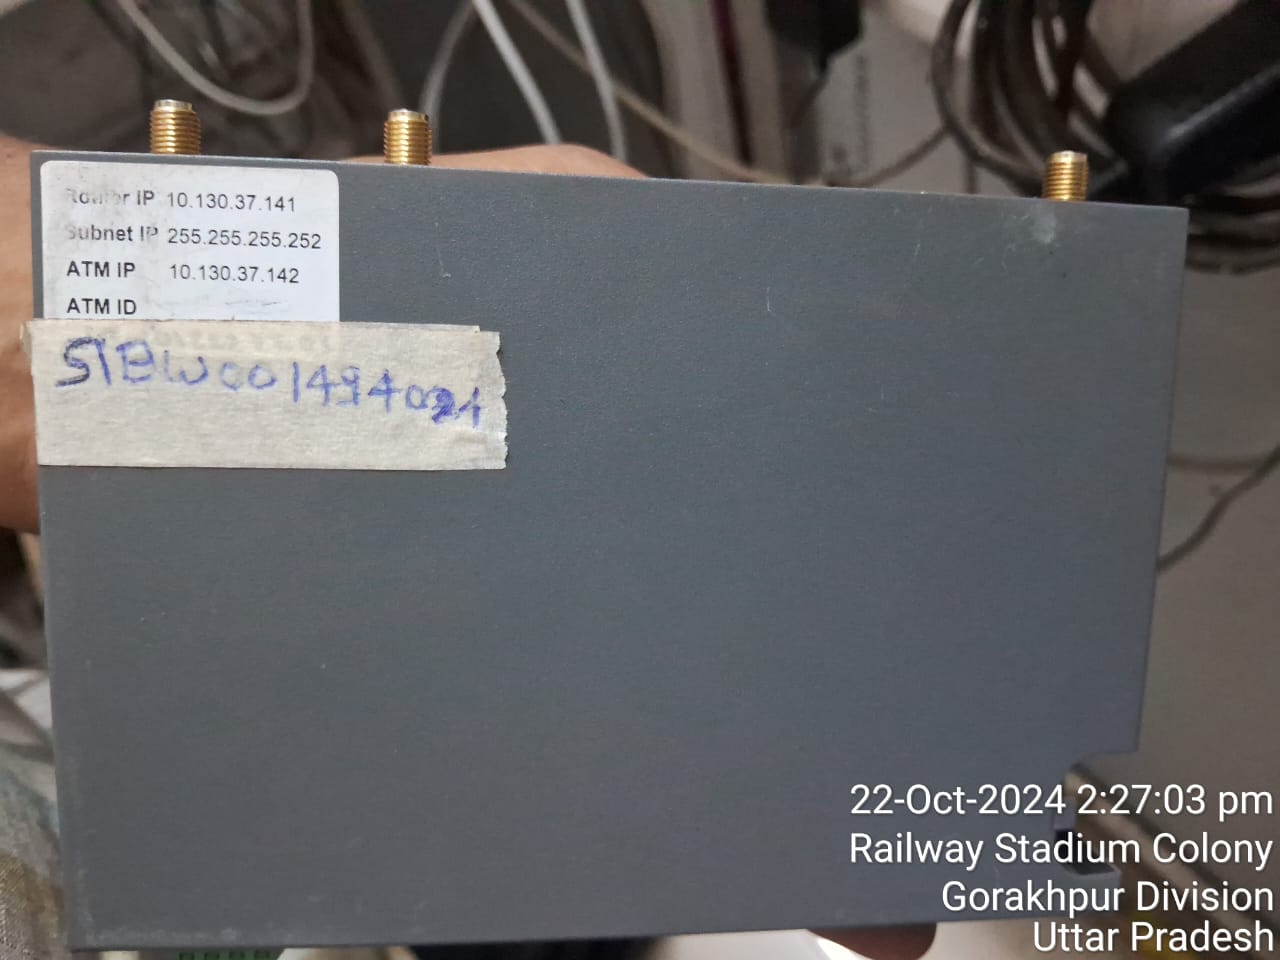 Router IP 10.130.37.141
Subnet IP 255.255.255.252
ATM IP 10.130.37.142
ATM ID
S1BW001494021
22-Oct-2024 2:27:03 pm
Railway Stadium Colony
Gorakhpur Division
Uttar Pradesh